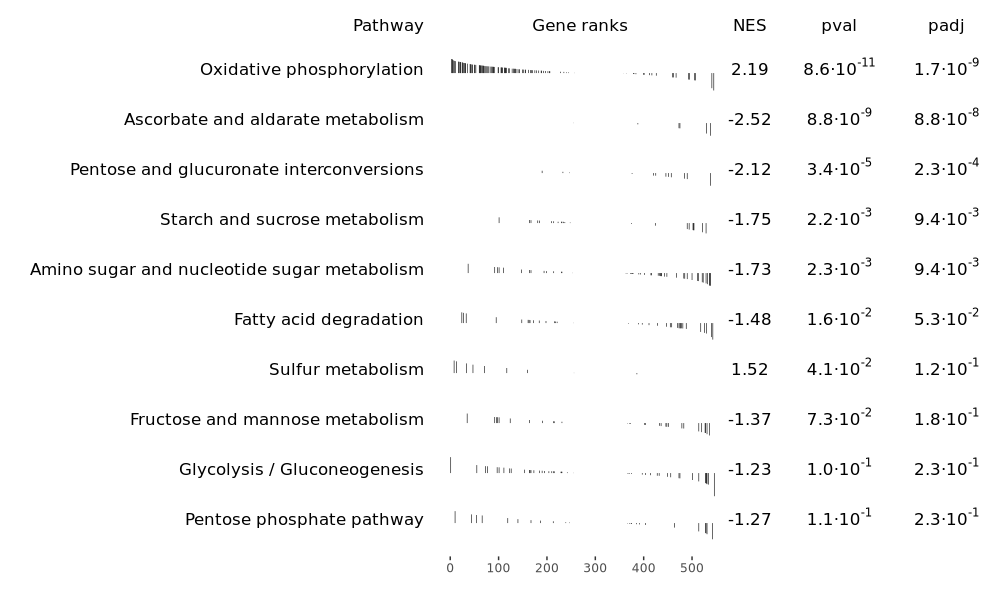 Pathway Gene ranks NES pval padj
Oxidative phosphorylation 2.19 8.6·10⁻¹¹ 1.7·10⁻⁹
Ascorbate and aldarate metabolism -2.52 8.8·10⁻⁹ 8.8·10⁻⁸
Pentose and glucuronate interconversions -2.12 3.4·10⁻⁵ 2.3·10⁻⁴
Starch and sucrose metabolism -1.75 2.2·10⁻³ 9.4·10⁻³
Amino sugar and nucleotide sugar metabolism -1.73 2.3·10⁻³ 9.4·10⁻³
Fatty acid degradation -1.48 1.6·10⁻² 5.3·10⁻²
Sulfur metabolism 1.52 4.1·10⁻² 1.2·10⁻¹
Fructose and mannose metabolism -1.37 7.3·10⁻² 1.8·10⁻¹
Glycolysis / Gluconeogenesis -1.23 1.0·10⁻¹ 2.3·10⁻¹
Pentose phosphate pathway -1.27 1.1·10⁻¹ 2.3·10⁻¹
0 100 200 300 400 500